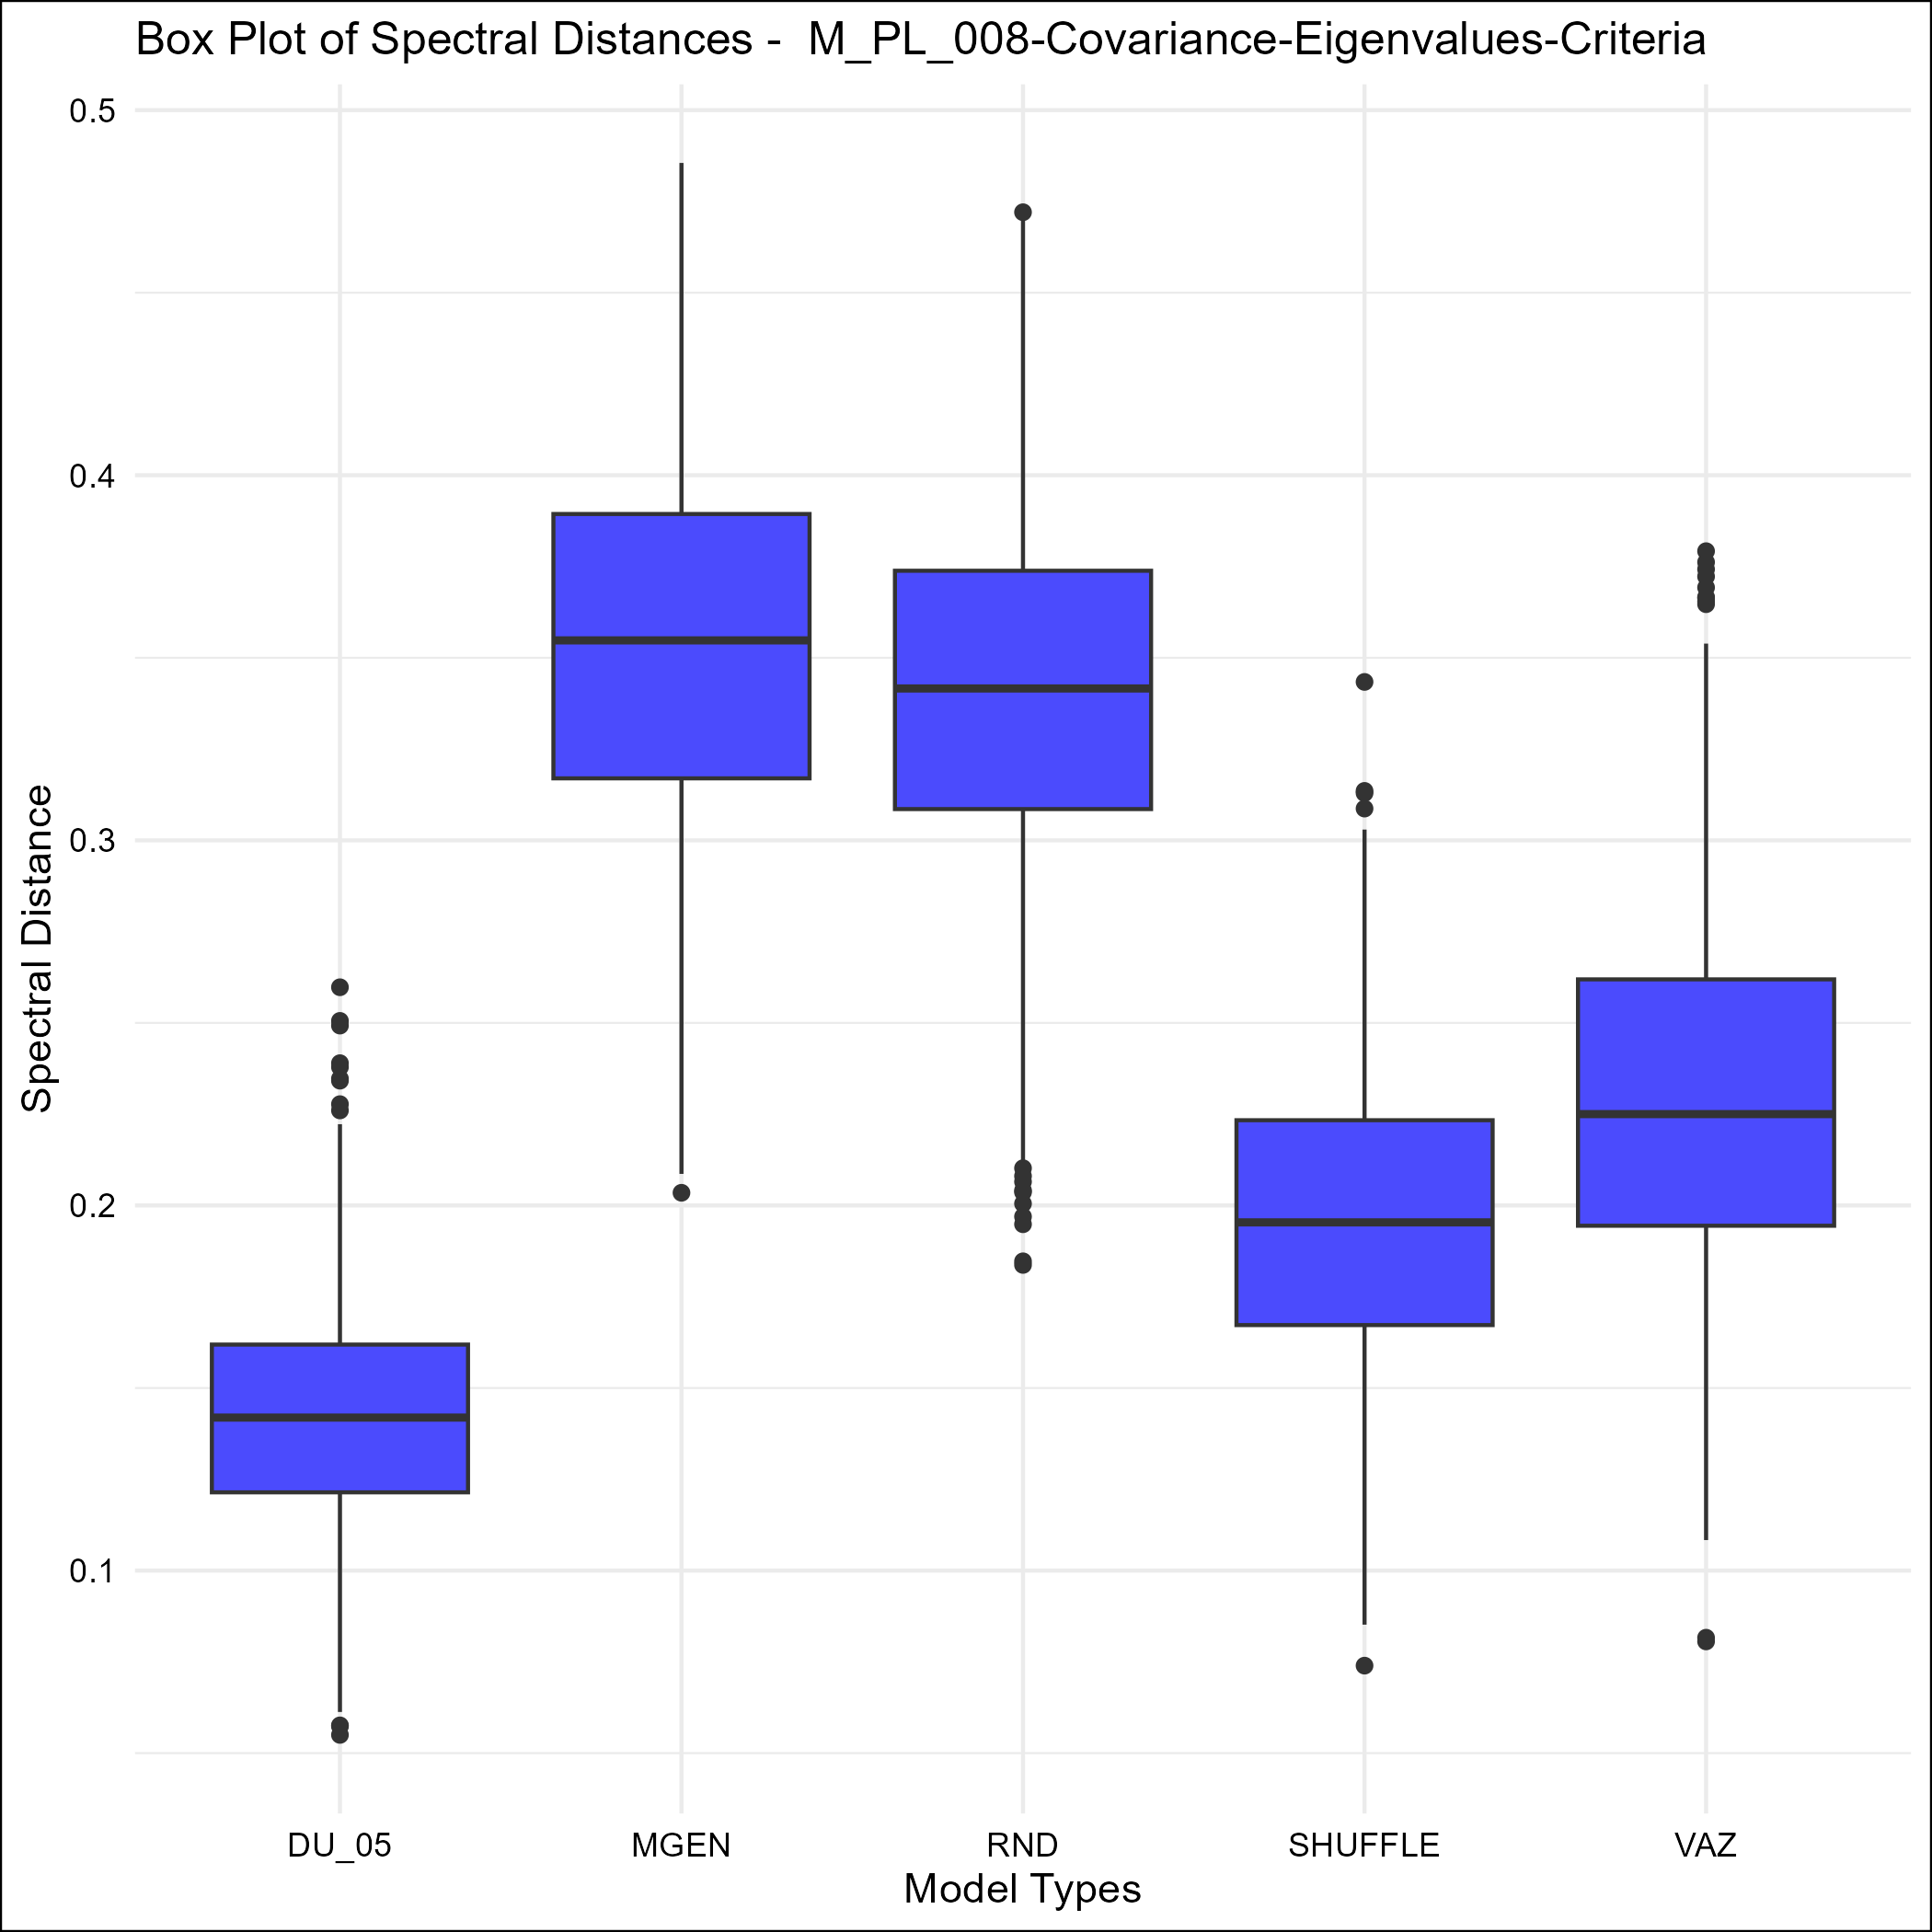 Box Plot of Spectral Distances -  M_PL_008-Covariance-Eigenvalues-Criteria
0.5
0.4
0.3
0.2
0.1
Spectral Distance
DU_05 MGEN RND SHUFFLE VAZ
Model Types